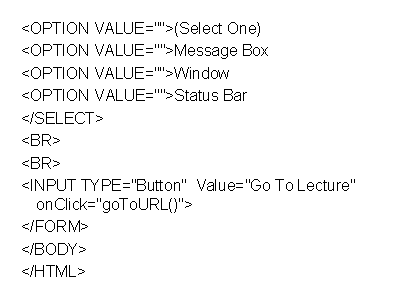 <OPTION VALUE="">(Select One)
<OPTION VALUE="">Message Box
<OPTION VALUE="">Window
<OPTION VALUE="">Status Bar
</SELECT>
<BR>
<BR>
<INPUT TYPE="Button"  Value="Go To Lecture"
onClick="goToURL()">
</FORM>
</BODY>
</HTML>